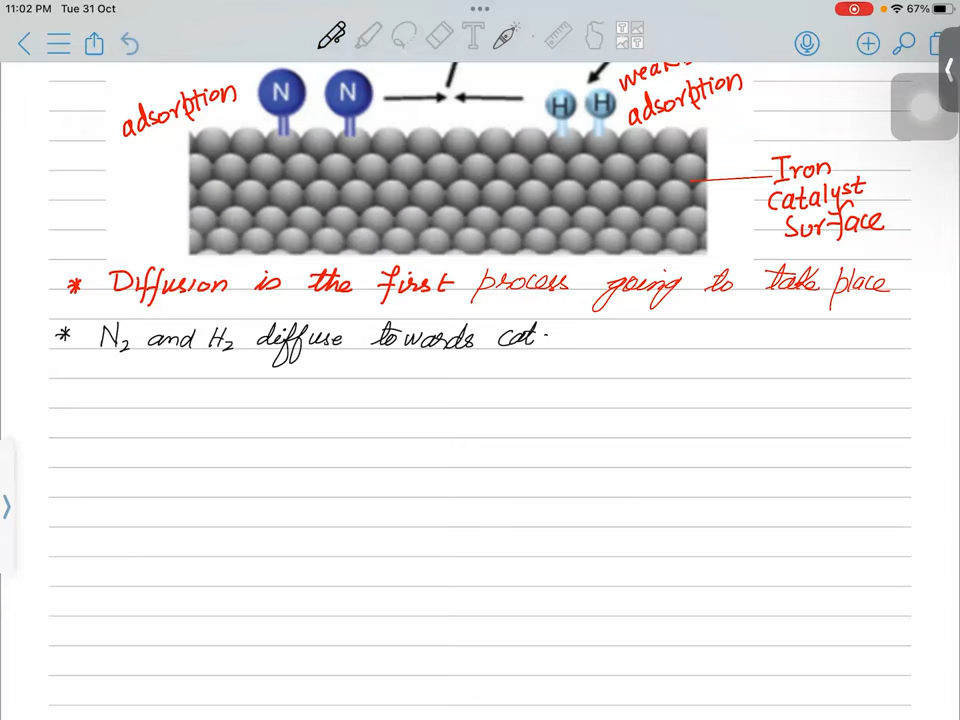 11:02 PM Tue 31 Oct
67%
T
adsorption
N N
H H
weak
adsorption
Iron
catalyst
Surface
* Diffusion is the first process going to take place
* N₂ and H₂ diffuse towards cat.